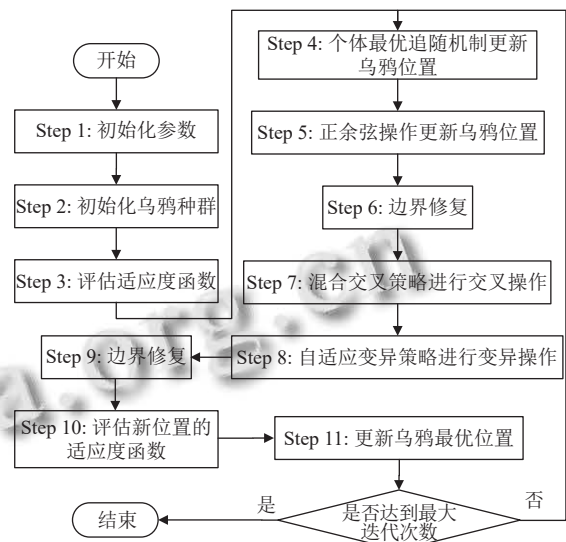 开始
Step 1: 初始化参数
Step 2: 初始化乌鸦种群
Step 3: 评估适应度函数
Step 4: 个体最优追随机制更新
乌鸦位置
Step 5: 正余弦操作更新乌鸦位置
Step 6: 边界修复
Step 7: 混合交叉策略进行交叉操作
Step 8: 自适应变异策略进行变异操作
Step 9: 边界修复
Step 10: 评估新位置的
适应度函数
Step 11: 更新乌鸦最优位置
是否达到最大
迭代次数
是
否
结束
a.org.cn